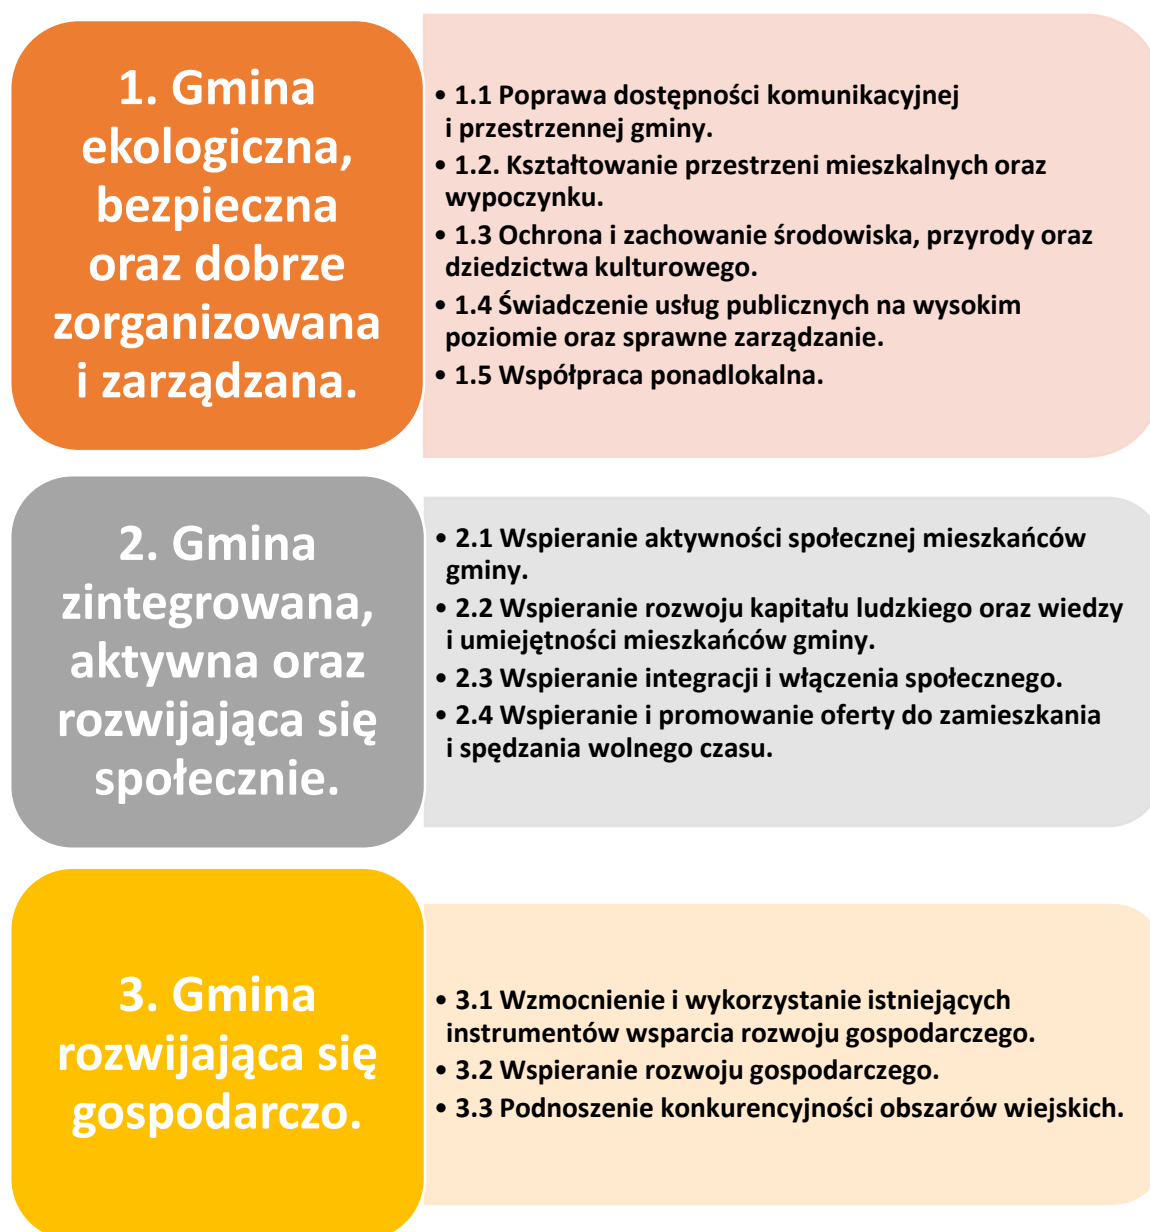 1. Gmina
ekologiczna,
bezpieczna
oraz dobrze
zorganizowana
i zarządzana.
• 1.1 Poprawa dostępności komunikacyjnej
i przestrzennej gminy.
• 1.2. Kształtowanie przestrzeni mieszkalnych oraz
wypoczynku.
• 1.3 Ochrona i zachowanie środowiska, przyrody oraz
dziedzictwa kulturowego.
• 1.4 Świadczenie usług publicznych na wysokim
poziomie oraz sprawne zarządzanie.
• 1.5 Współpraca ponadlokalna.
2. Gmina
zintegrowana,
aktywna oraz
rozwijająca się
społecznie.
• 2.1 Wspieranie aktywności społecznej mieszkańców
gminy.
• 2.2 Wspieranie rozwoju kapitału ludzkiego oraz wiedzy
i umiejętności mieszkańców gminy.
• 2.3 Wspieranie integracji i włączenia społecznego.
• 2.4 Wspieranie i promowanie oferty do zamieszkania
i spędzania wolnego czasu.
3. Gmina
rozwijająca się
gospodarczo.
• 3.1 Wzmocnienie i wykorzystanie istniejących
instrumentów wsparcia rozwoju gospodarczego.
• 3.2 Wspieranie rozwoju gospodarczego.
• 3.3 Podnoszenie konkurencyjności obszarów wiejskich.